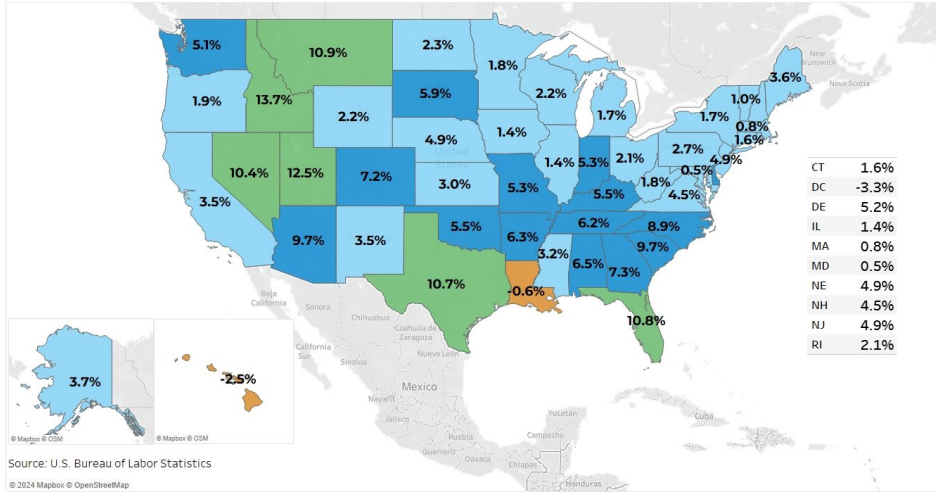 5.1%
10.9%
2.3%
1.8%
3.6%
New
Brunswick
Nova Scotia
1.9%
13.7%
2.2%
5.9%
2.2%
1.7%
1.7%
1.0%
0.8%
1.6%
10.4%
12.5%
7.2%
4.9%
United
3.0%
1.4%
1.4%
5.3%
2.1%
2.7%
0.5%
4.9%
3.5%
5.3%
5.5%
1.8%
4.5%
9.7%
3.5%
5.5%
6.3%
6.2%
8.9%
10.7%
-0.6%
3.2%
6.5%
7.3%
9.7%
10.8%
CT 1.6%
DC -3.3%
DE 5.2%
IL 1.4%
MA 0.8%
MD 0.5%
NE 4.9%
NH 4.5%
NJ 4.9%
RI 2.1%
Baja
California
Sonora
Chihuahua
Coahuila de
Zaragoza
California
Sur
Sinaloa
Nuevo León
Mexico
Nayarit
Jalisco
Guerrero
Puebla
Oaxaca
Chiapas
Campeche
Yucatán
Cuba
Honduras
3.7%
© Mapbox © OSM
-2.5%
© Mapbox © OSM
Source: U.S. Bureau of Labor Statistics
© 2024 Mapbox © OpenStreetMap